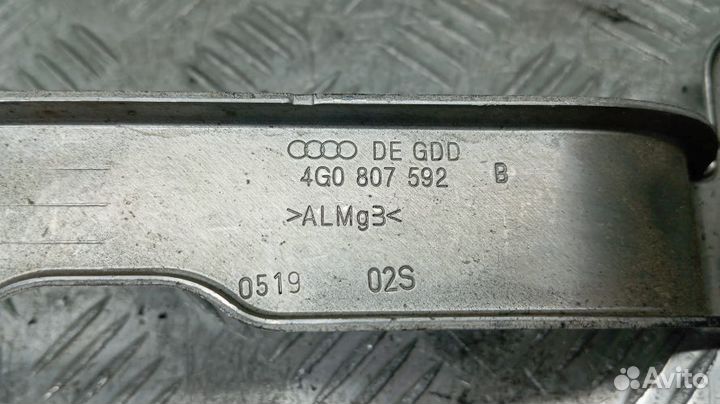 DE GDD
4G0 807 592 B
>ALMg3<
0519 02S
Avito